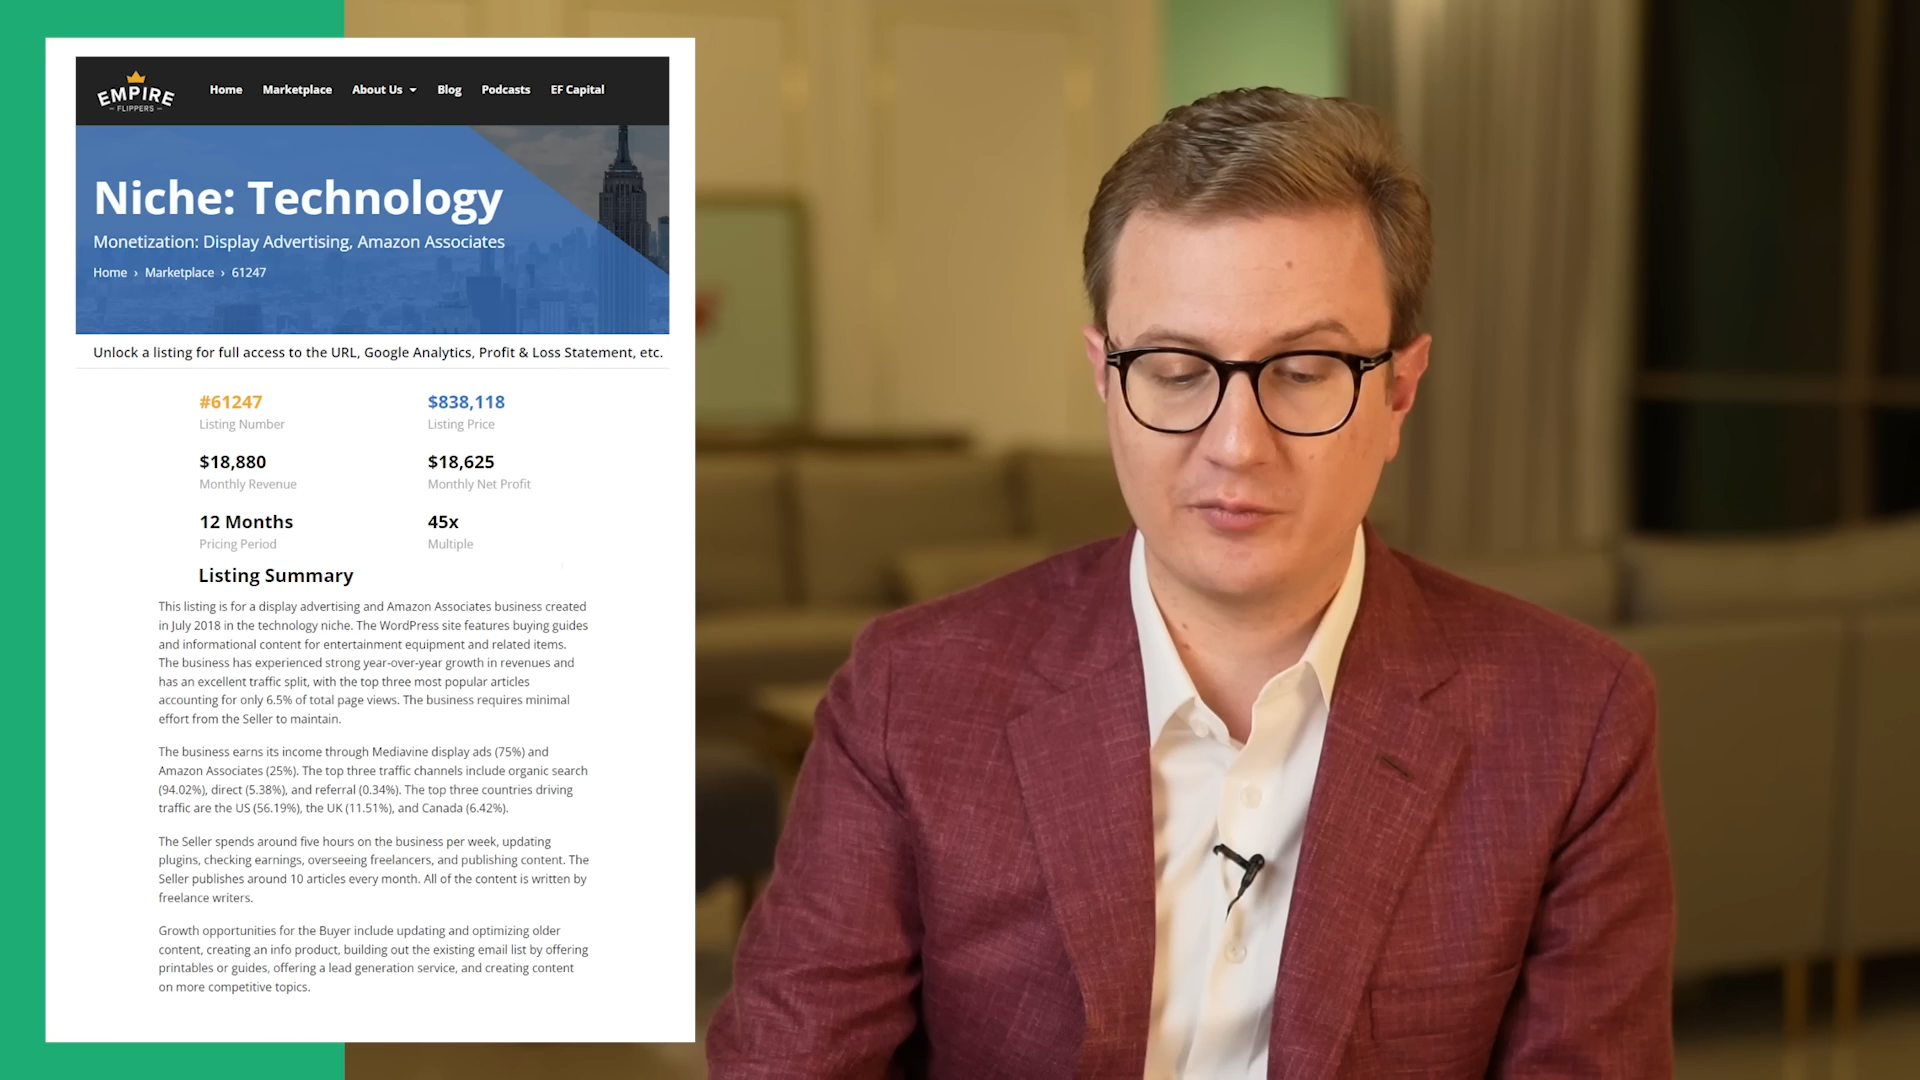 EMPIRE
FLIPPERS
Home Marketplace About Us Blog Podcasts EF Capital
Niche: Technology
Monetization: Display Advertising, Amazon Associates
Home › Marketplace › 61247
Unlock a listing for full access to the URL, Google Analytics, Profit & Loss Statement, etc.
#61247 $838,118
Listing Number Listing Price
$18,880 $18,625
Monthly Revenue Monthly Net Profit
12 Months 45x
Pricing Period Multiple
Listing Summary
This listing is for a display advertising and Amazon Associates business created
in July 2018 in the technology niche. The WordPress site features buying guides
and informational content for entertainment equipment and related items.
The business has experienced strong year-over-year growth in revenues and
has an excellent traffic split, with the top three most popular articles
accounting for only 6.5% of total page views. The business requires minimal
effort from the Seller to maintain.
The business earns its income through Mediavine display ads (75%) and
Amazon Associates (25%). The top three traffic channels include organic search
(94.02%), direct (5.38%), and referral (0.34%). The top three countries driving
traffic are the US (56.19%), the UK (11.51%), and Canada (6.42%).
The Seller spends around five hours on the business per week, updating
plugins, checking earnings, overseeing freelancers, and publishing content. The
Seller publishes around 10 articles every month. All of the content is written by
freelance writers.
Growth opportunities for the Buyer include updating and optimizing older
content, creating an info product, building out the existing email list by offering
printables or guides, offering a lead generation service, and creating content
on more competitive topics.